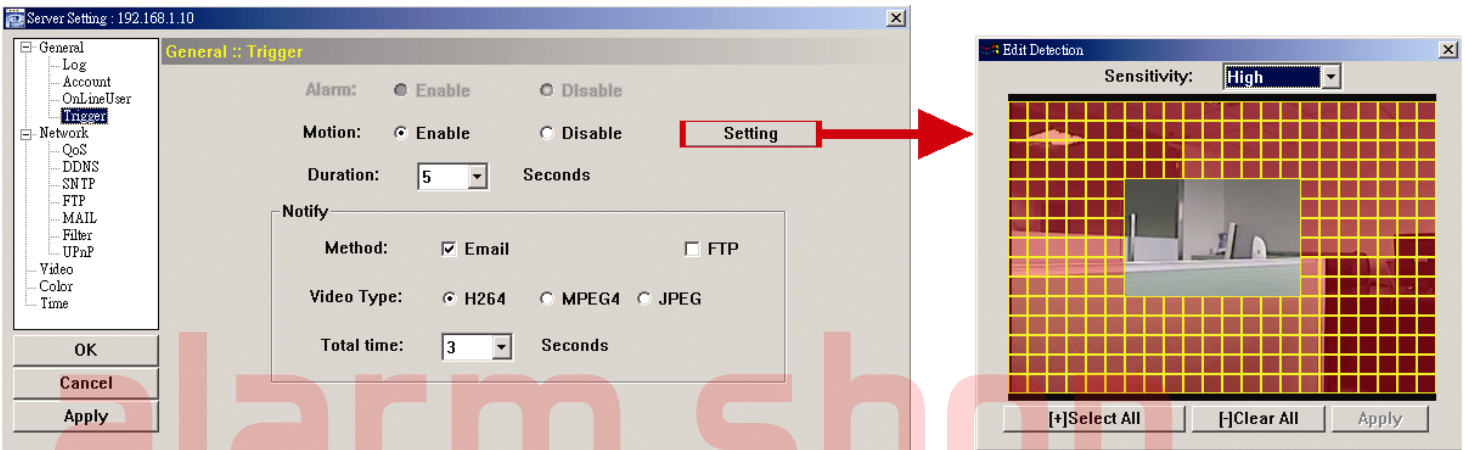 Server Setting : 192.168.1.10
General
Log
Account
OnLineUser
Trigger
Network
QoS
DDNS
SNTP
FTP
MAIL
Filter
UPnP
Video
Color
Time
OK
Cancel
Apply
General :: Trigger
Alarm: Enable Disable
Motion: Enable Disable Setting
Duration: 5 Seconds
Notify
Method: Email FTP
Video Type: H264 MPEG4 JPEG
Total time: 3 Seconds
Edit Detection
Sensitivity: High
[+]Select All [-]Clear All Apply
alarm shop